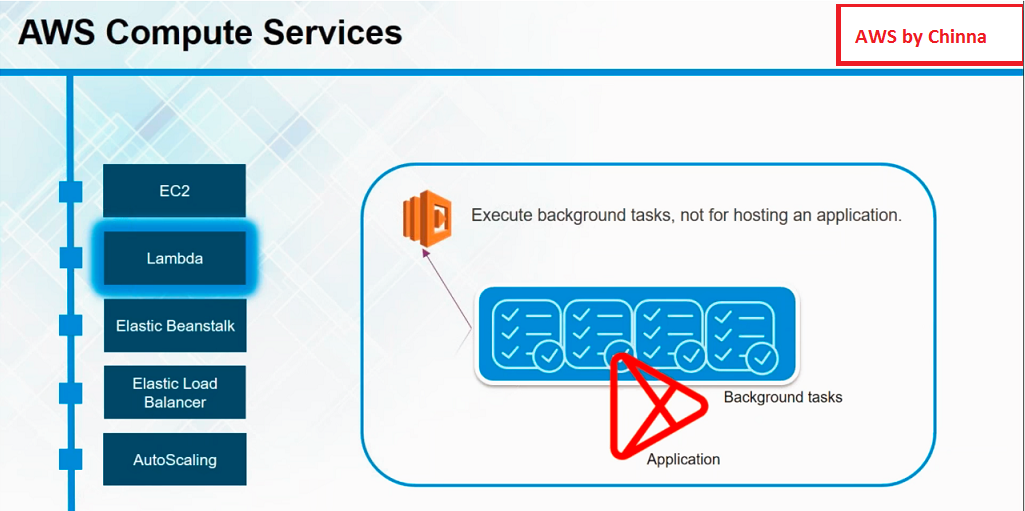 AWS Compute Services
AWS by Chinna
EC2
Lambda
Elastic Beanstalk
Elastic Load
Balancer
AutoScaling
Execute background tasks, not for hosting an application.
Background tasks
Application